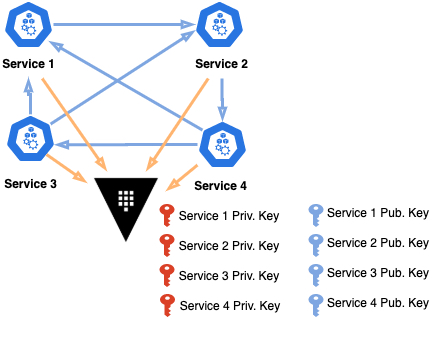 Service 1
Service 2
Service 3
Service 4
Service 1 Priv. Key
Service 1 Pub. Key
Service 2 Priv. Key
Service 2 Pub. Key
Service 3 Priv. Key
Service 3 Pub. Key
Service 4 Priv. Key
Service 4 Pub. Key